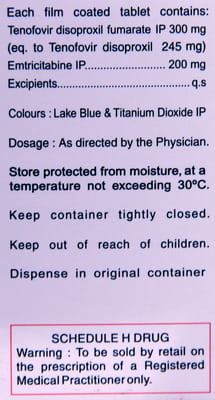 Each film coated tablet contains:
Tenofovir disoproxil fumarate IP 300 mg
(eq. to Tenofovir disoproxil 245 mg)
Emtricitabine IP............................ 200 mg
Excipients............................................. q.s
Colours : Lake Blue & Titanium Dioxide IP
Dosage : As directed by the Physician.
Store protected from moisture, at a
temperature not exceeding 30ºC.
Keep container tightly closed.
Keep out of reach of children.
Dispense in original container
SCHEDULE H DRUG
Warning : To be sold by retail on
the prescription of a Registered
Medical Practitioner only.